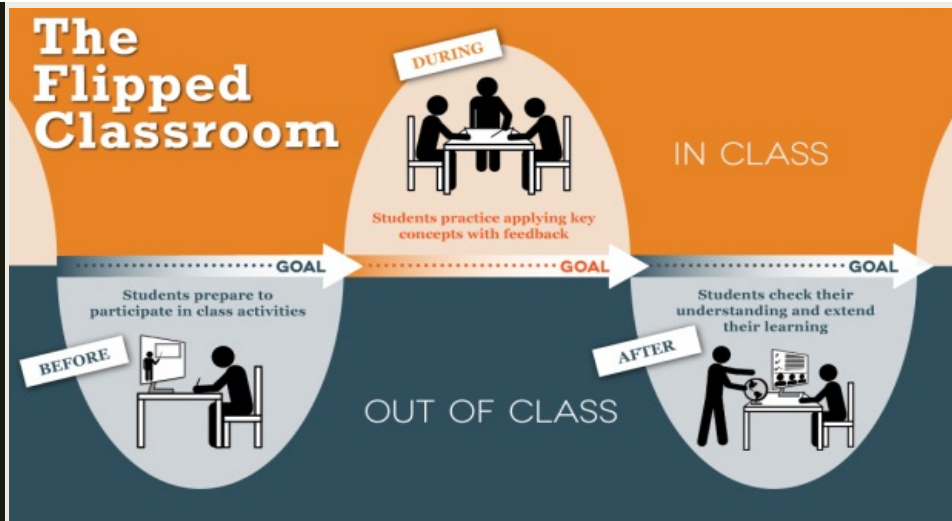 The
Flipped
Classroom
DURING
IN CLASS
Students practice applying key
concepts with feedback
GOAL
GOAL
GOAL
Students prepare to
participate in class activities
BEFORE
OUT OF CLASS
Students check their
understanding and extend
their learning
AFTER